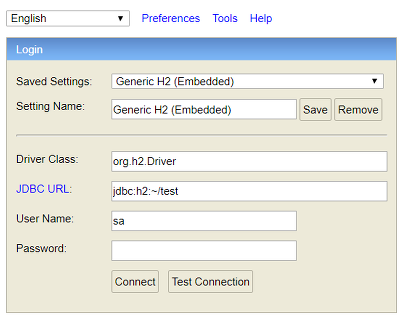 English Preferences Tools Help
Login
Saved Settings: Generic H2 (Embedded)
Setting Name: Generic H2 (Embedded) Save Remove
Driver Class: org.h2.Driver
JDBC URL: jdbc:h2:~/test
User Name: sa
Password:
Connect Test Connection